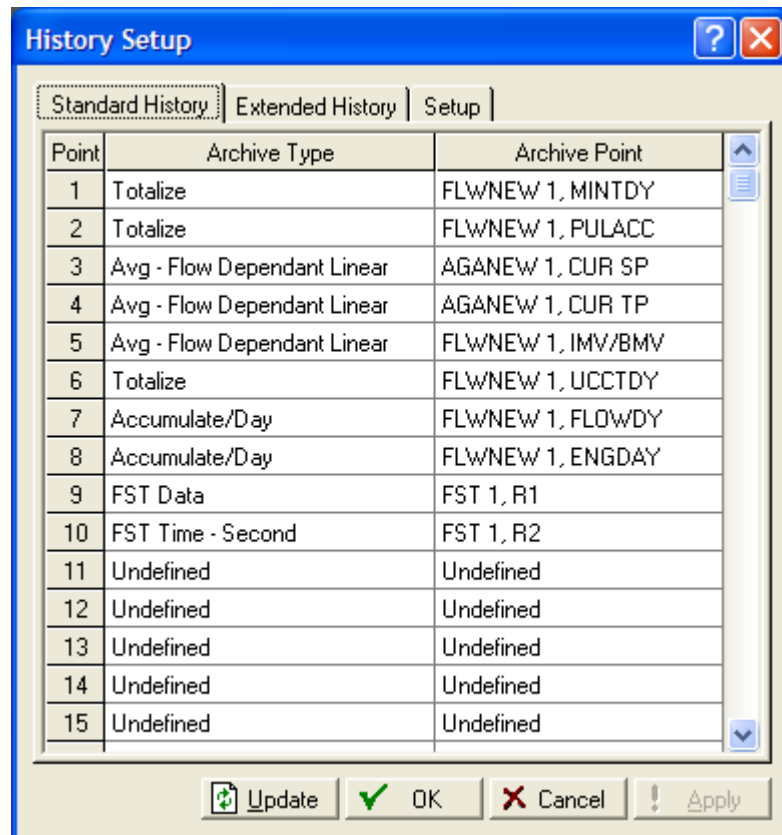 History Setup
Standard History Extended History Setup
Point Archive Type Archive Point
1 Totalize FLWNEW 1, MINTDY
2 Totalize FLWNEW 1, PULACC
3 Avg - Flow Dependant Linear AGANEW 1, CUR SP
4 Avg - Flow Dependant Linear AGANEW 1, CUR TP
5 Avg - Flow Dependant Linear FLWNEW 1, IMV/BMV
6 Totalize FLWNEW 1, UCCTDY
7 Accumulate/Day FLWNEW 1, FLOWDY
8 Accumulate/Day FLWNEW 1, ENGDAY
9 FST Data FST 1, R1
10 FST Time - Second FST 1, R2
11 Undefined Undefined
12 Undefined Undefined
13 Undefined Undefined
14 Undefined Undefined
15 Undefined Undefined
Update OK Cancel Apply